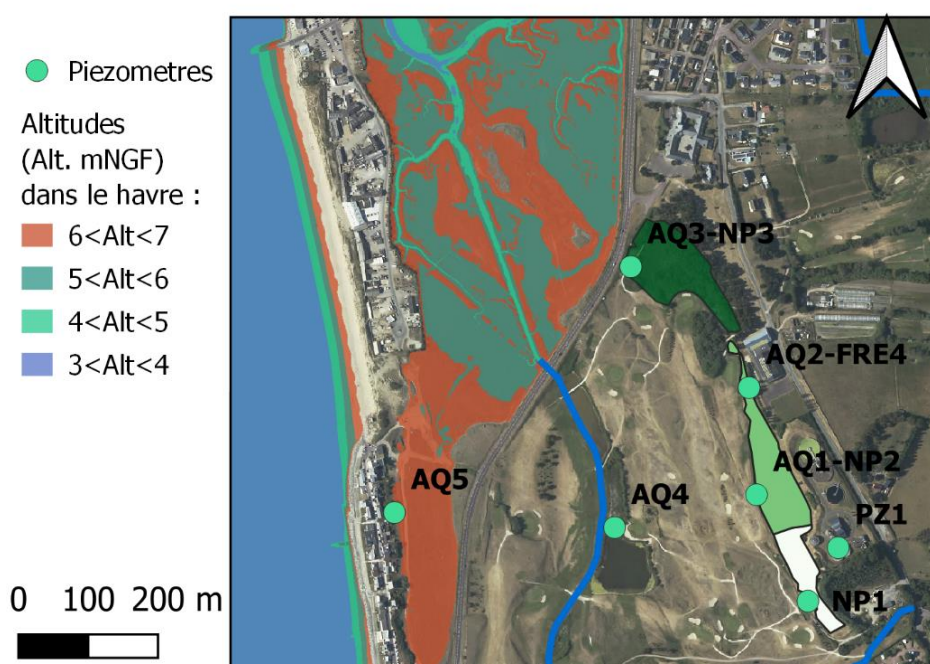 Piezometres
Altitudes
(Alt. mNGF)
dans le havre :
6<Alt<7
5<Alt<6
4<Alt<5
3<Alt<4
0 100 200 m
AQ3-NP3
AQ2-FRE4
AQ1-NP2
AQ5
AQ4
PZ1
NP1